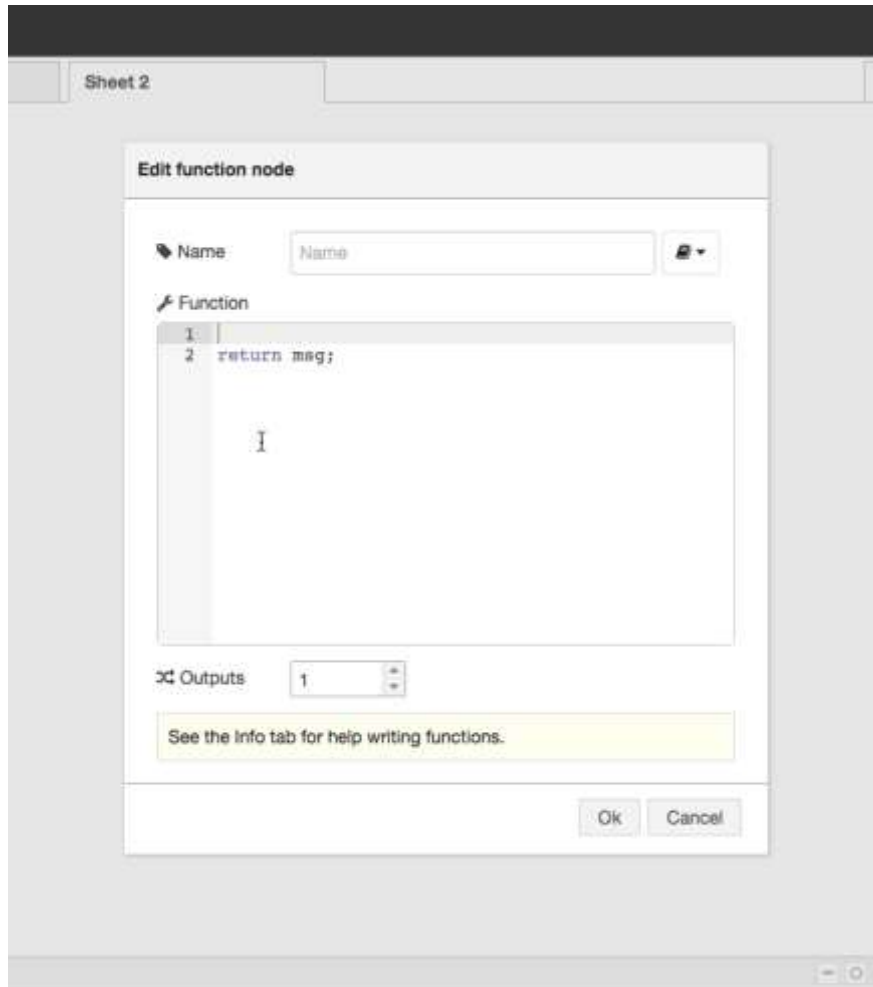 Sheet 2
Edit function node
Name
Name
Function
1
2 return msg;
Outputs
1
See the Info tab for help writing functions.
Ok
Cancel